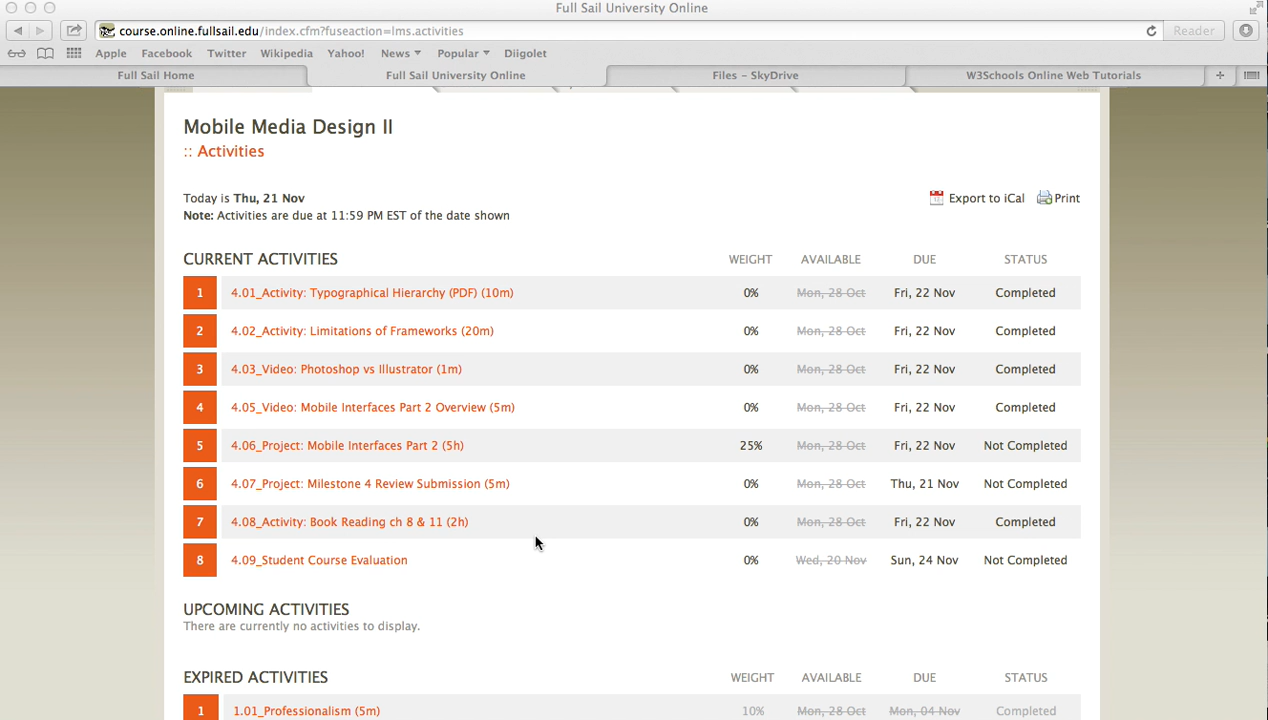 Full Sail University Online
course.online.fullsail.edu/index.cfm?fuseaction=lms.activities
Reader
Apple Facebook Twitter Wikipedia Yahoo! News Popular Diigolet
Full Sail Home Full Sail University Online Files – SkyDrive W3Schools Online Web Tutorials
Mobile Media Design II
:: Activities
Today is Thu, 21 Nov
Export to iCal Print
Note: Activities are due at 11:59 PM EST of the date shown
CURRENT ACTIVITIES WEIGHT AVAILABLE DUE STATUS
1 4.01_Activity: Typographical Hierarchy (PDF) (10m) 0% Mon, 28 Oct Fri, 22 Nov Completed
2 4.02_Activity: Limitations of Frameworks (20m) 0% Mon, 28 Oct Fri, 22 Nov Completed
3 4.03_Video: Photoshop vs Illustrator (1m) 0% Mon, 28 Oct Fri, 22 Nov Completed
4 4.05_Video: Mobile Interfaces Part 2 Overview (5m) 0% Mon, 28 Oct Fri, 22 Nov Completed
5 4.06_Project: Mobile Interfaces Part 2 (5h) 25% Mon, 28 Oct Fri, 22 Nov Not Completed
6 4.07_Project: Milestone 4 Review Submission (5m) 0% Mon, 28 Oct Thu, 21 Nov Not Completed
7 4.08_Activity: Book Reading ch 8 & 11 (2h) 0% Mon, 28 Oct Fri, 22 Nov Completed
8 4.09_Student Course Evaluation 0% Wed, 20 Nov Sun, 24 Nov Not Completed
UPCOMING ACTIVITIES
There are currently no activities to display.
EXPIRED ACTIVITIES WEIGHT AVAILABLE DUE STATUS
1 1.01_Professionalism (5m) 10% Mon, 28 Oct Mon, 04 Nov Completed